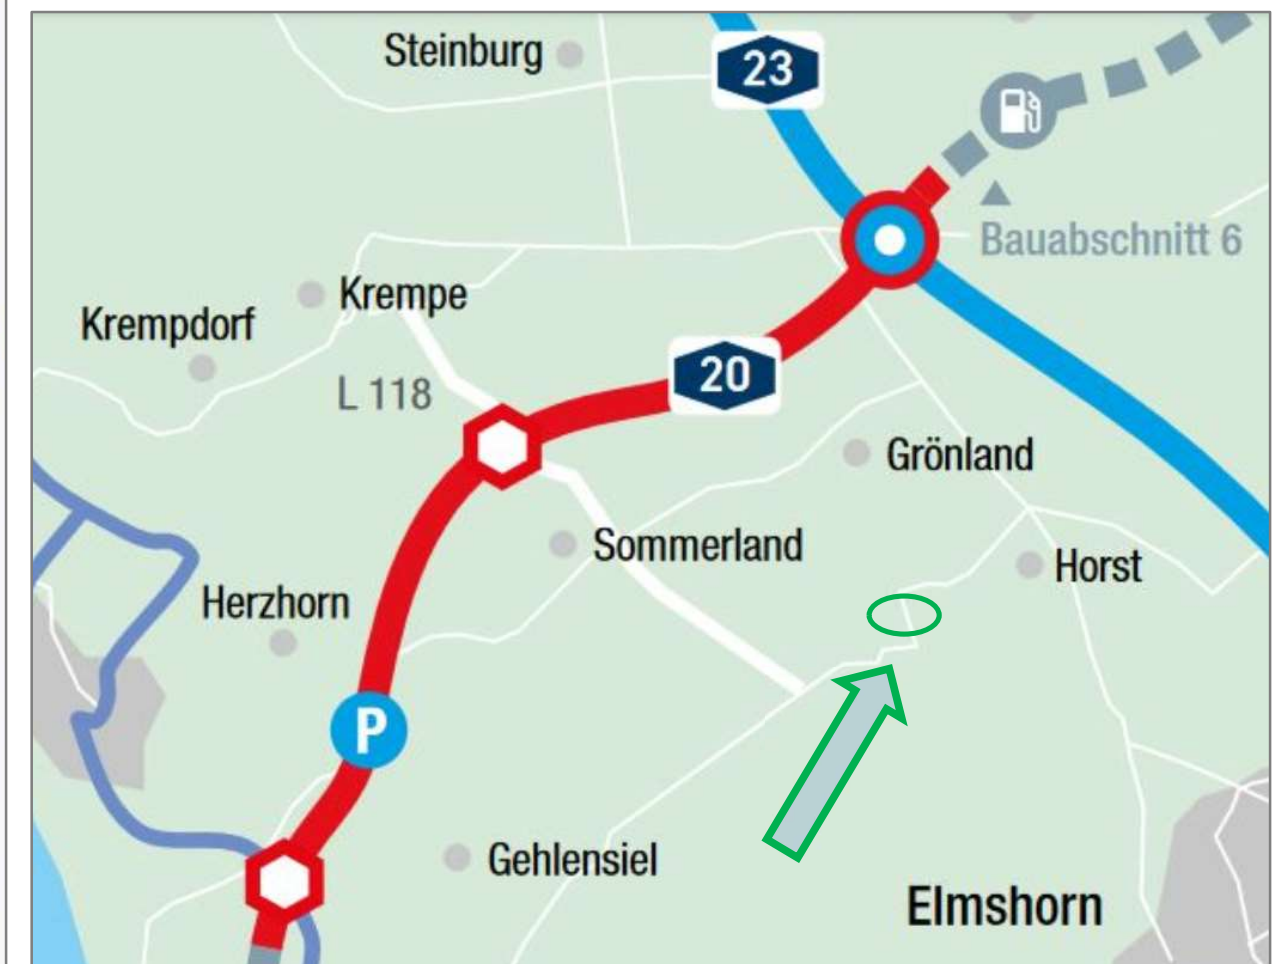 Steinburg
23
Bauabschnitt 6
Krempe
Krempdorf
20
L 118
Grönland
Sommerland
Horst
Herzhorn
P
Gehlensiel
Elmshorn